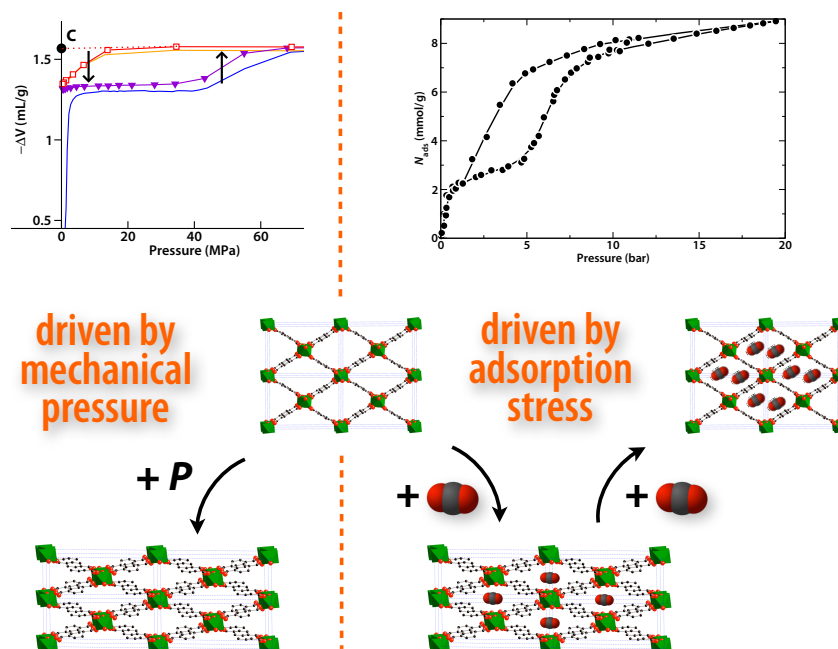 C
1.5
1
0.5
−ΔV (mL/g)
0
20
40
60
Pressure (MPa)
8
6
4
2
0
N_ads (mmol/g)
0
5
10
15
20
Pressure (bar)
driven by
mechanical
pressure
driven by
adsorption
stress
+ P
+
+